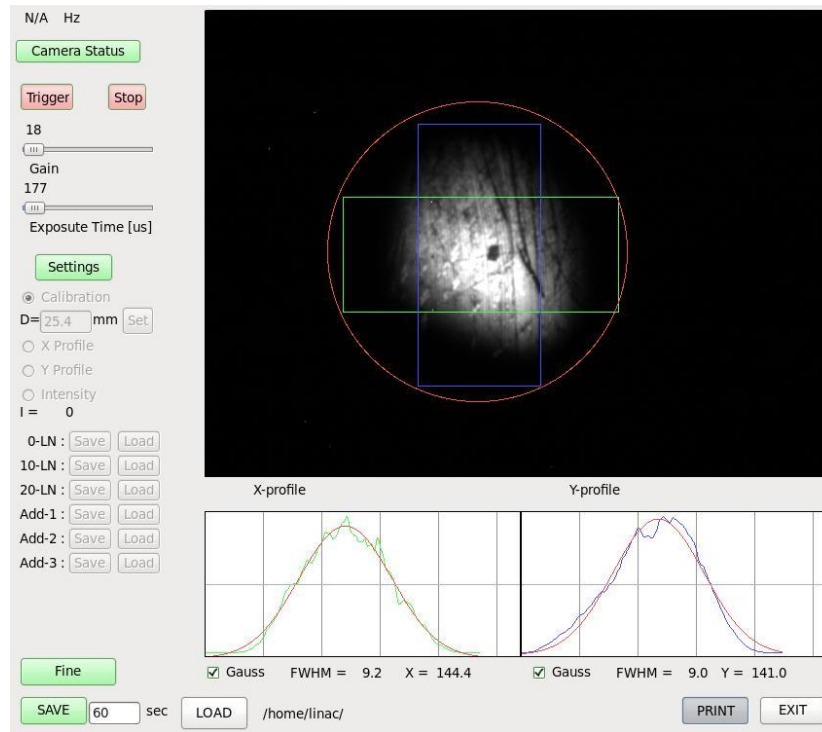 N/A Hz
Camera Status
Trigger Stop
18
Gain
177
Exposute Time [us]
Settings
Calibration
D= 25.4 mm Set
X Profile
Y Profile
Intensity
I = 0
0-LN : Save Load
10-LN : Save Load
20-LN : Save Load
Add-1 : Save Load
Add-2 : Save Load
Add-3 : Save Load
Fine
SAVE 60 sec LOAD /home/linac/
X-profile Y-profile
Gauss FWHM = 9.2 X = 144.4
Gauss FWHM = 9.0 Y = 141.0
PRINT EXIT